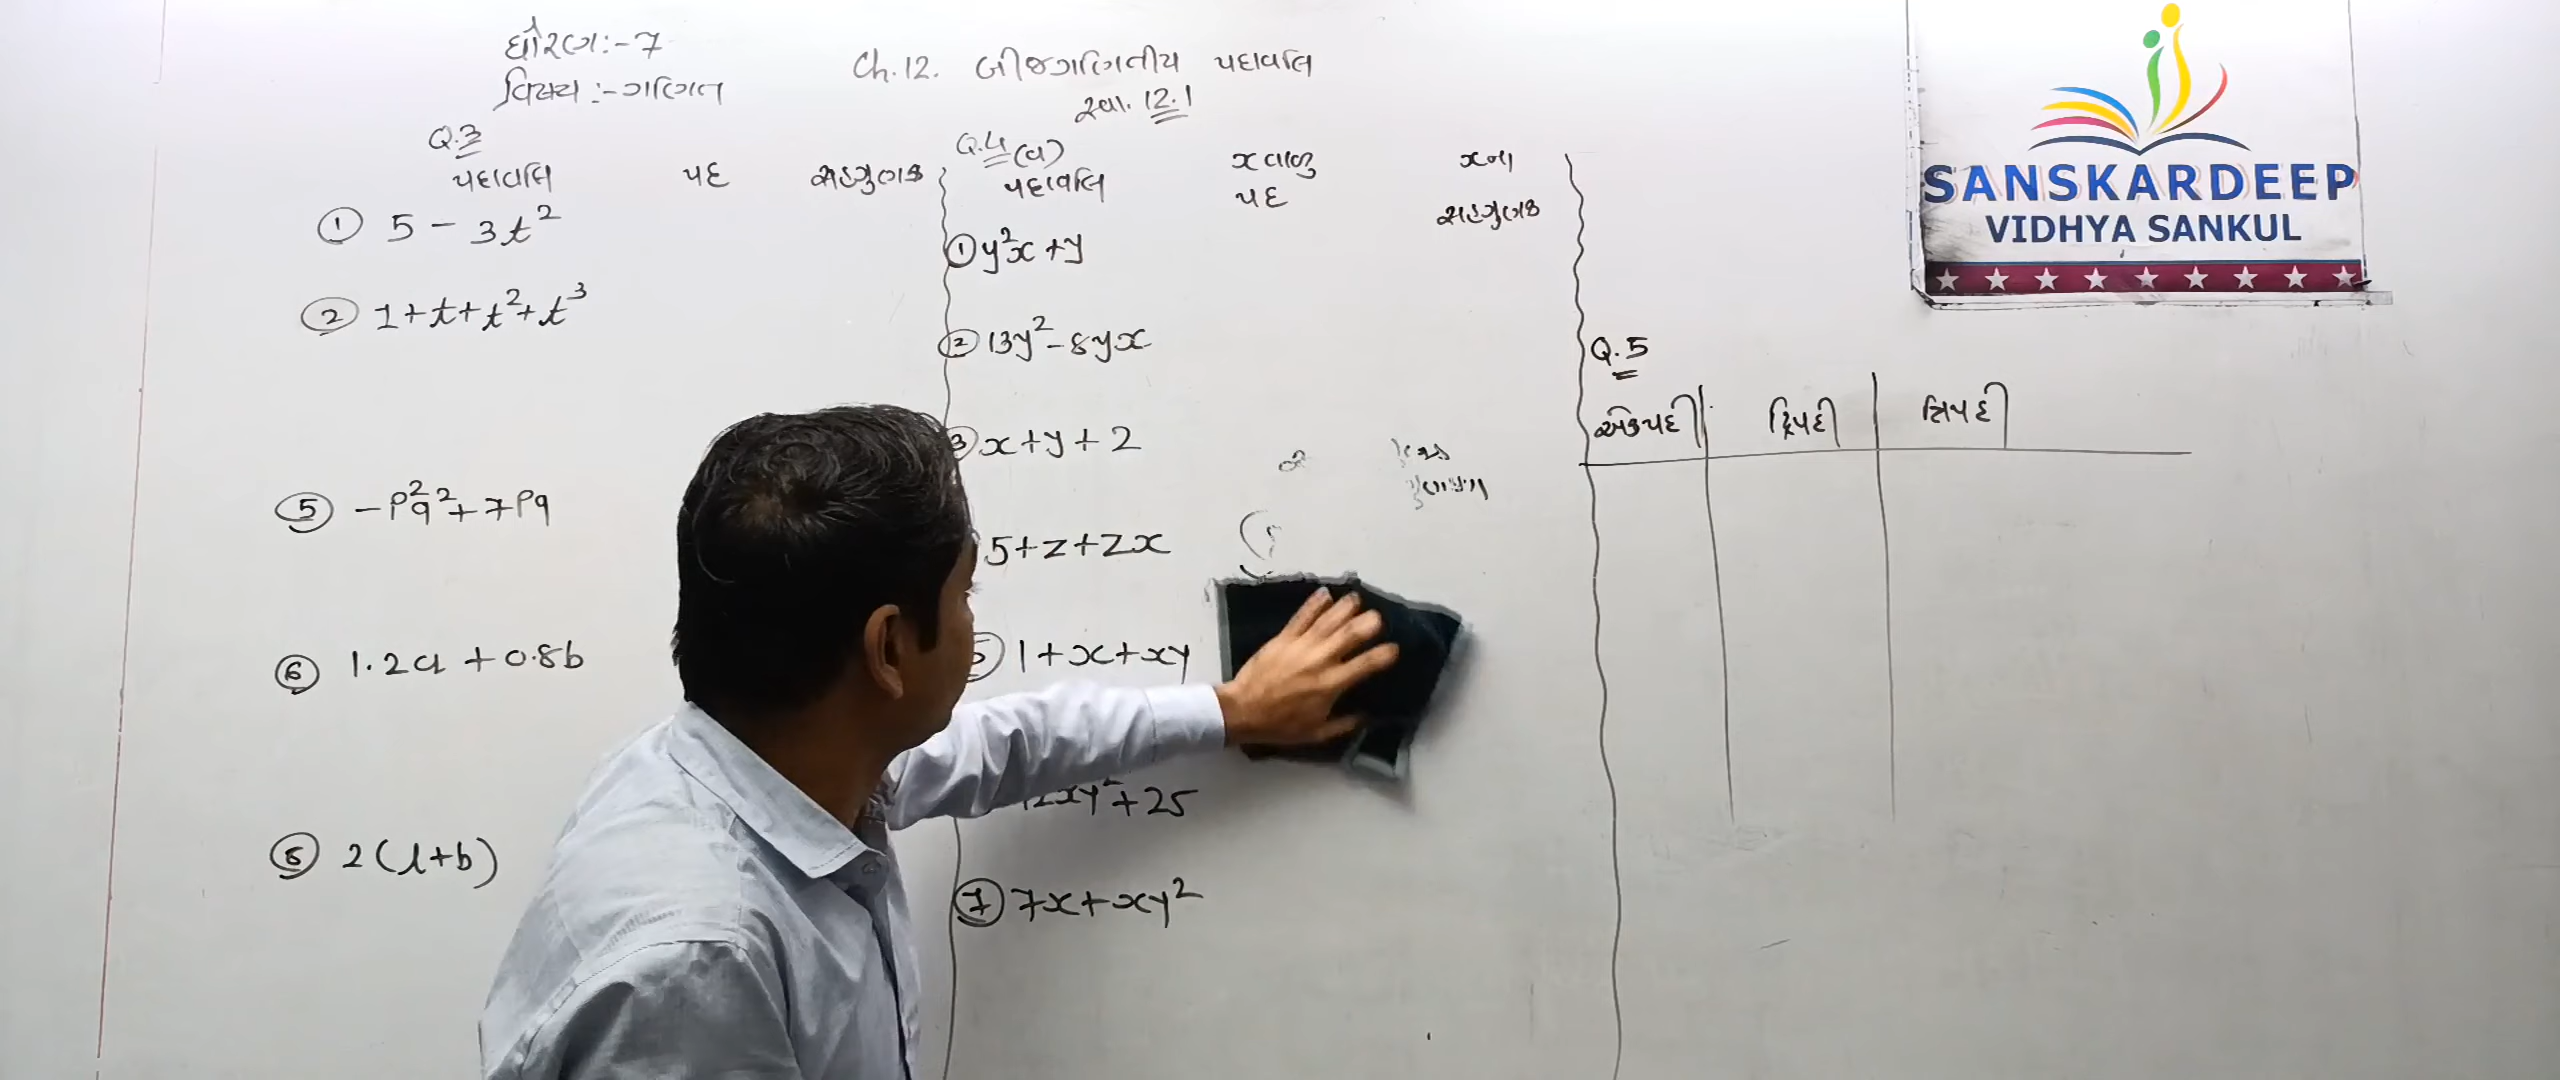 ધોરણ:-7
વિષય:-ગણિત
Ch.12. બીજગણિતીય પદાવલિ
સ્વા. 12.1
Q.3
પદાવલિ પદ સહગુણક
① 5 - 3t²
② 1+t+t²+t³
⑤ -p²q²+7pq
⑥ 1.2a + 0.8b
⑧ 2(l+b)
Q.4 (અ)
પદાવલિ x વાળુ પદ x ના સહગુણક
① y²x + y
② 13y² - 8yx
③ x+y+2
5+z+zx
⑤ 1+x+xy
12xy²+25
⑦ 7x+xy²
Q.5
એકપદી દ્વિપદી ત્રિપદી
SANSKARDEEP
VIDHYA SANKUL